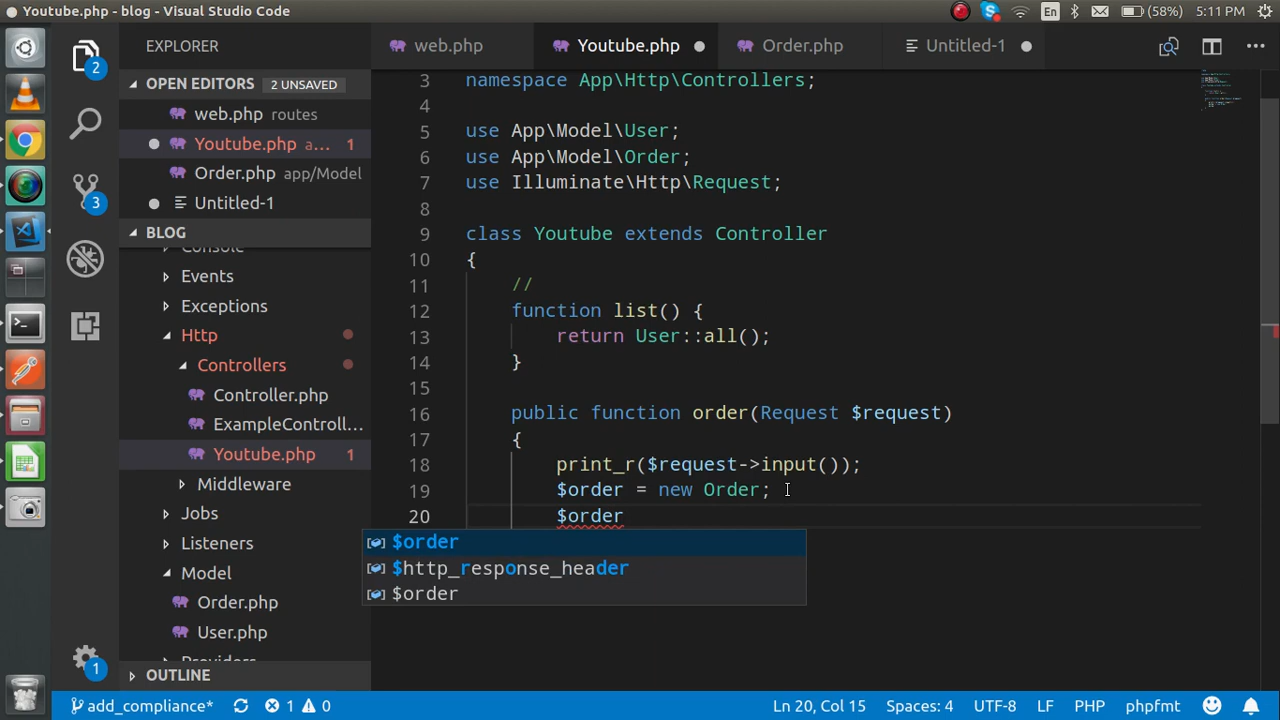 Youtube.php - blog - Visual Studio Code
En (58%) 5:11 PM
EXPLORER
web.php Youtube.php Order.php Untitled-1
OPEN EDITORS 2 UNSAVED
web.php routes
Youtube.php a... 1
Order.php app/Model
Untitled-1
BLOG
Console
Events
Exceptions
Http
Controllers
Controller.php
ExampleControll...
Youtube.php 1
Middleware
Jobs
Listeners
Model
Order.php
User.php
Providers
OUTLINE
2
3
1
3 namespace App\Http\Controllers;
4
5 use App\Model\User;
6 use App\Model\Order;
7 use Illuminate\Http\Request;
8
9 class Youtube extends Controller
10 {
11 //
12 function list() {
13 return User::all();
14 }
15
16 public function order(Request $request)
17 {
18 print_r($request->input());
19 $order = new Order;
20 $order
$order
$http_response_header
$order
add_compliance* 1 0 Ln 20, Col 15 Spaces: 4 UTF-8 LF PHP phpfmt